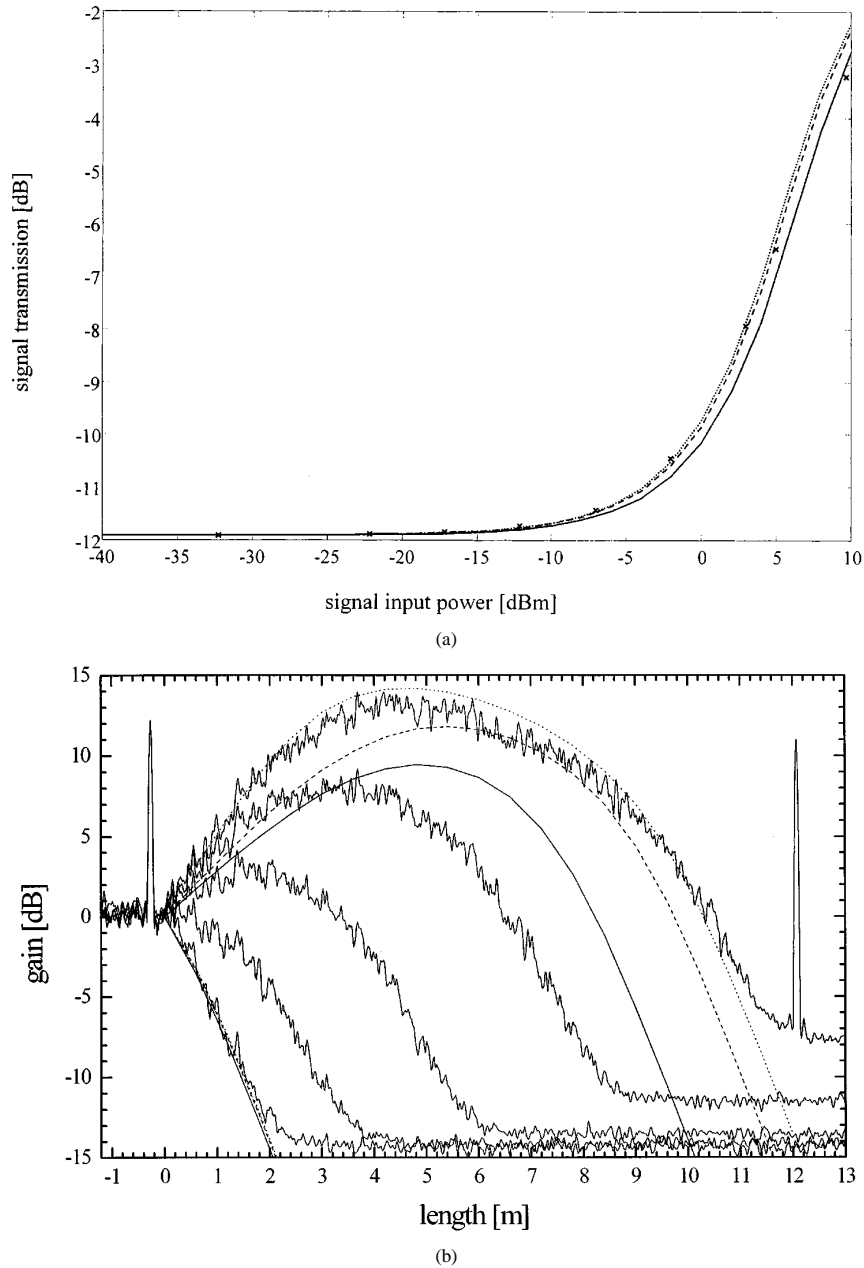 -2
-3
-4
-5
-6
-7
-8
-9
-10
-11
-12
signal transmission [dB]
-40 -35 -30 -25 -20 -15 -10 -5 0 5 10
signal input power [dBm]
(a)
15
10
5
0
-5
-10
-15
gain [dB]
-1 0 1 2 3 4 5 6 7 8 9 10 11 12 13
length [m]
(b)